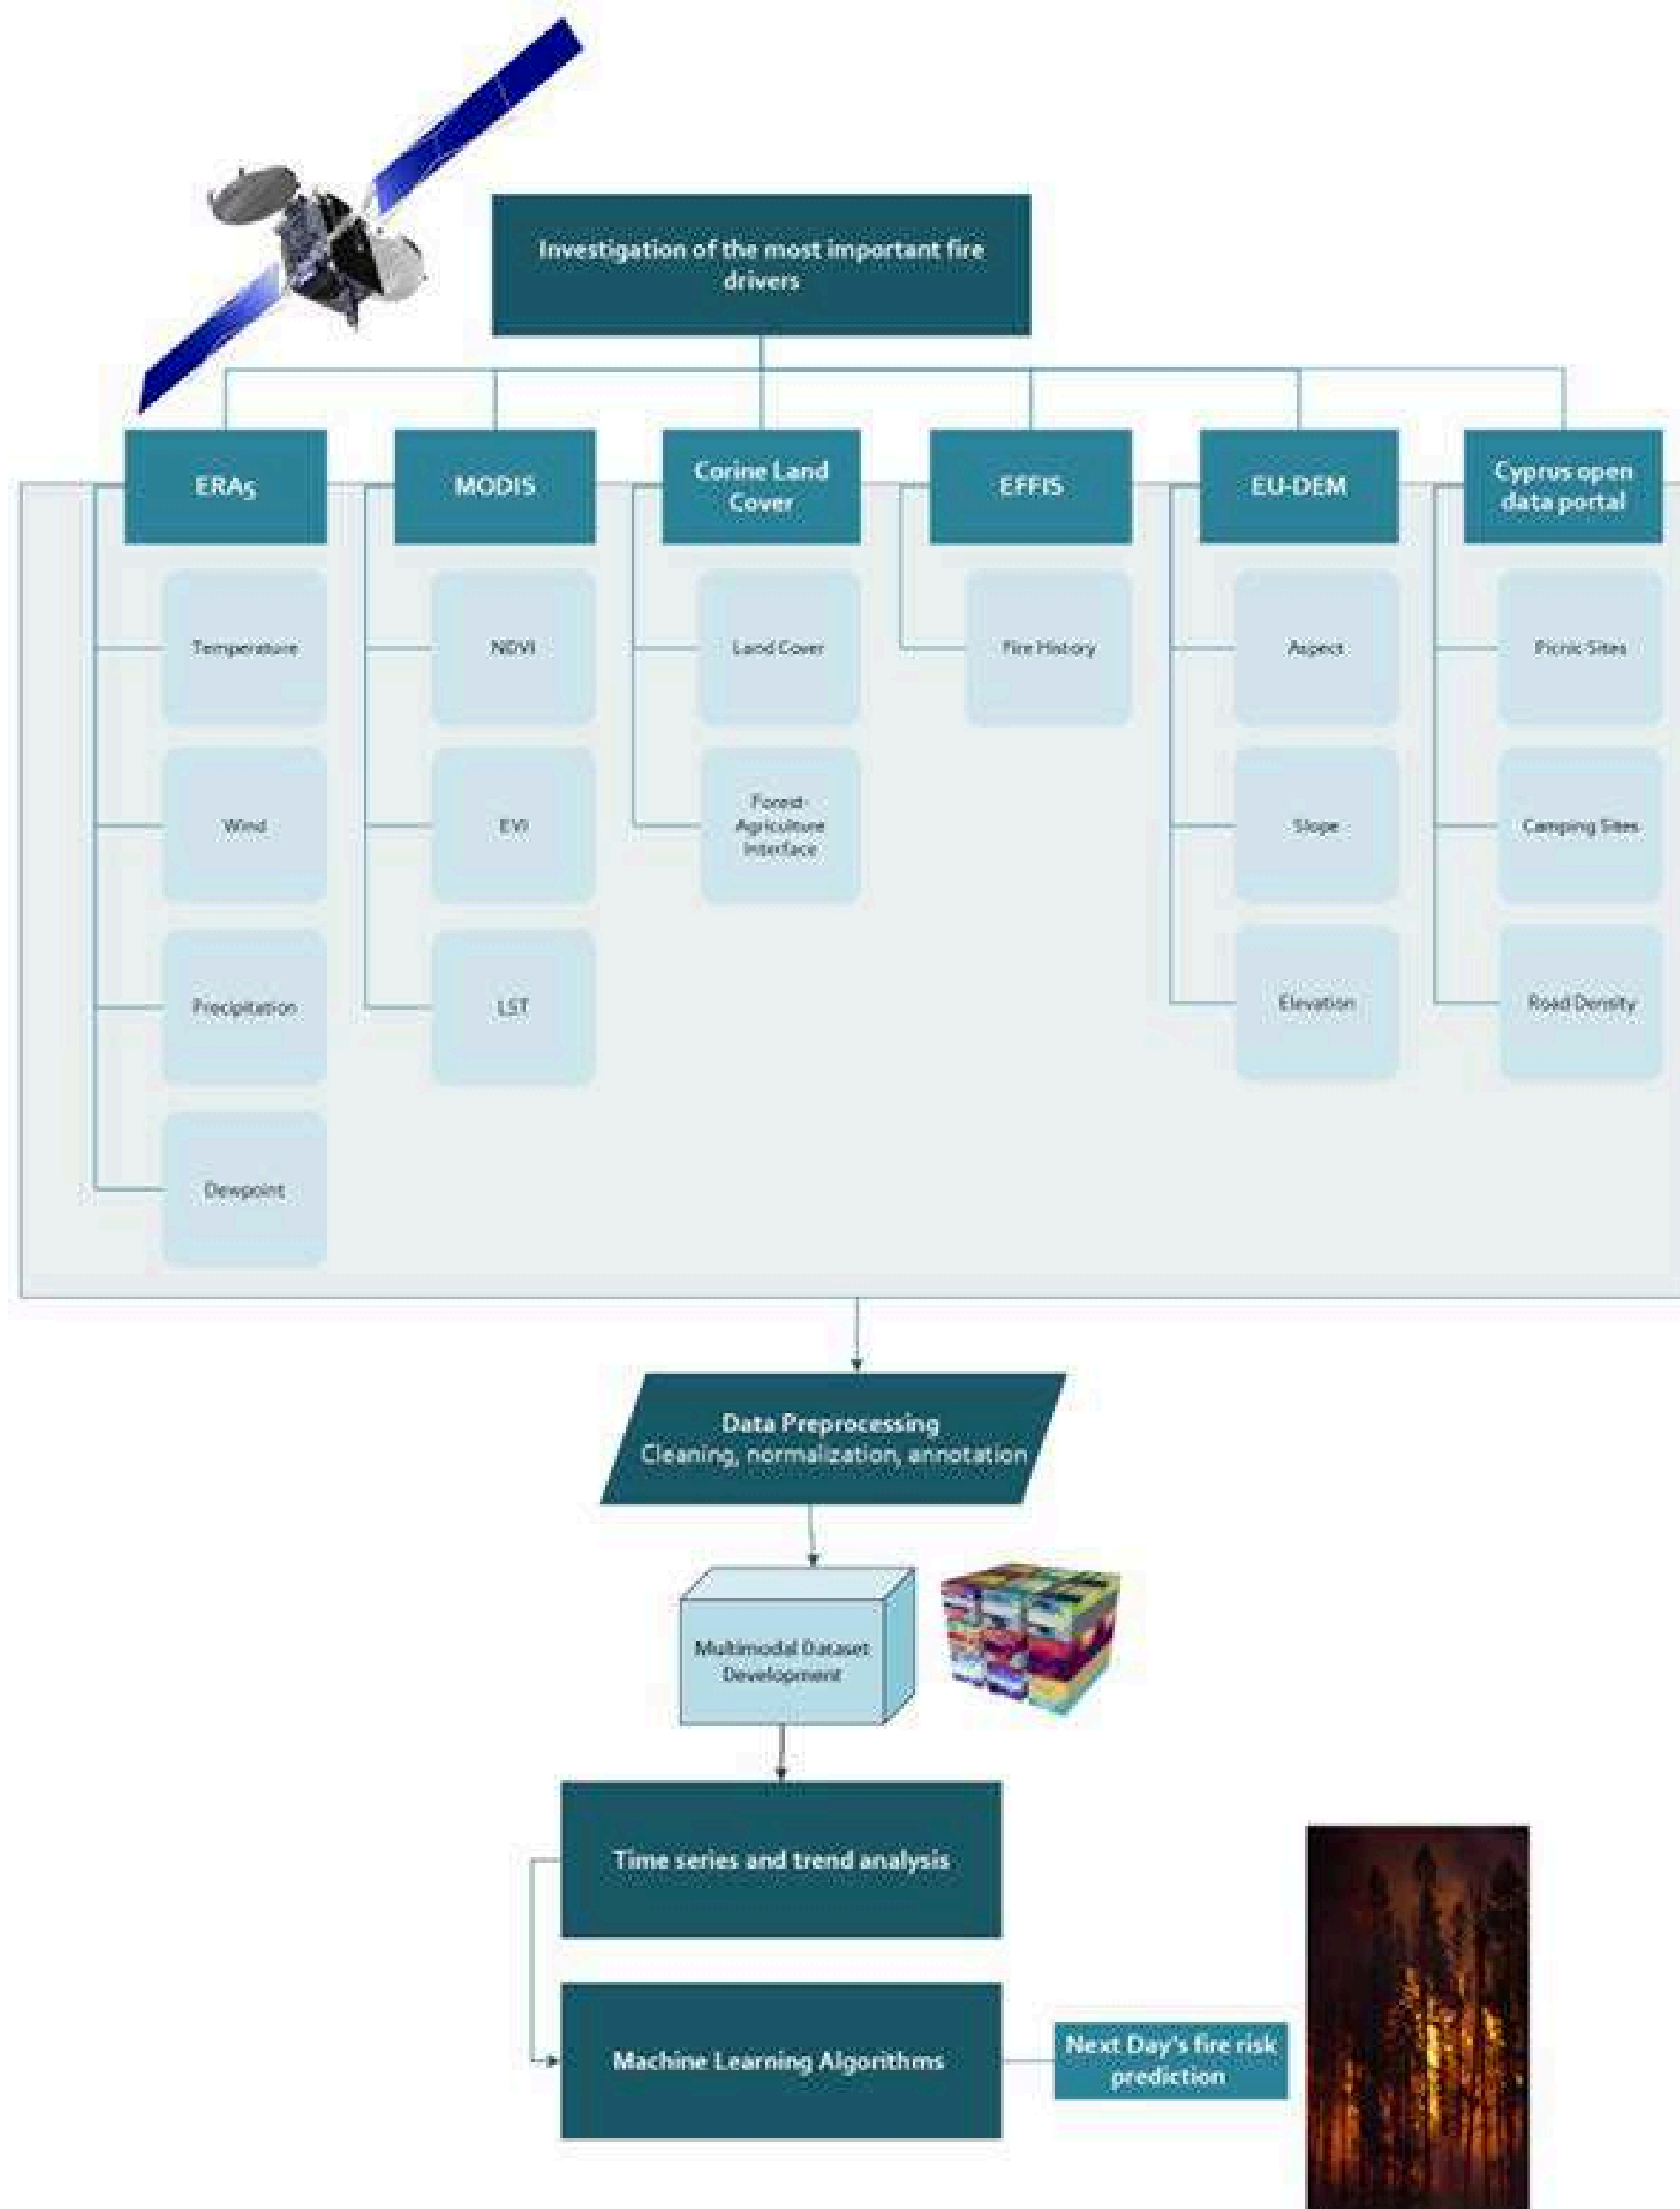 Investigation of the most important fire
drivers
ERA5
MODIS
Corine Land
Cover
EFFIS
EU-DEM
Cyprus open
data portal
Temperature
NDVI
Land Cover
Fire History
Aspect
Picnic Sites
Wind
EVI
Forest-
Agriculture
Interface
Slope
Camping Sites
Precipitation
LST
Elevation
Road Density
Dewpoint
Data Preprocessing
Cleaning, normalization, annotation
Multimodal Dataset
Development
Time series and trend analysis
Machine Learning Algorithms
Next Day's fire risk
prediction